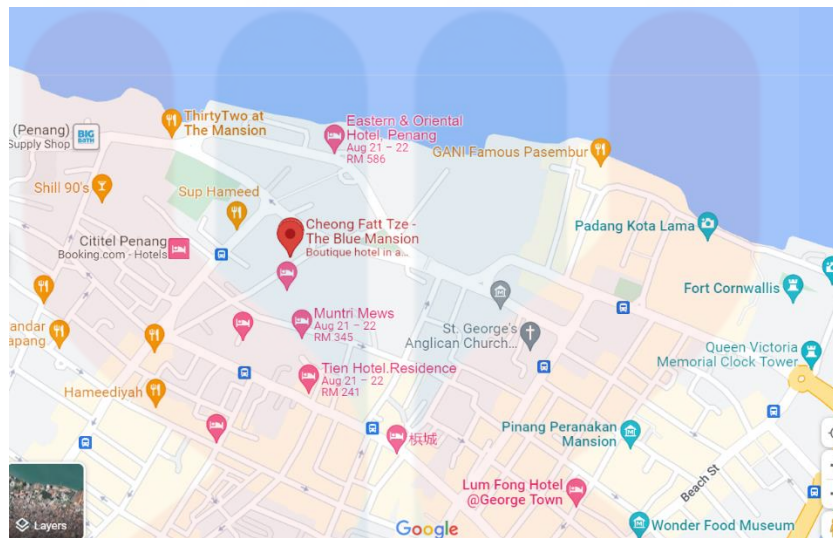 ThirtyTwo at
The Mansion
(Penang)
Supply Shop
BIG
BATH
Eastern & Oriental
Hotel, Penang
Aug 21 – 22
RM 586
GANI Famous Pasembur
Shill 90's
Sup Hameed
Cheong Fatt Tze -
The Blue Mansion
Boutique hotel in a...
Padang Kota Lama
Cititel Penang
Booking.com - Hotels
Fort Cornwallis
andar
apang
Muntri Mews
Aug 21 – 22
RM 345
St. George's
Anglican Church...
Queen Victoria
Memorial Clock Tower
Tien Hotel.Residence
Aug 21 – 22
RM 241
Hameediyah
槟城
Pinang Peranakan
Mansion
Beach St
Lum Fong Hotel
@George Town
Layers
Google
Wonder Food Museum